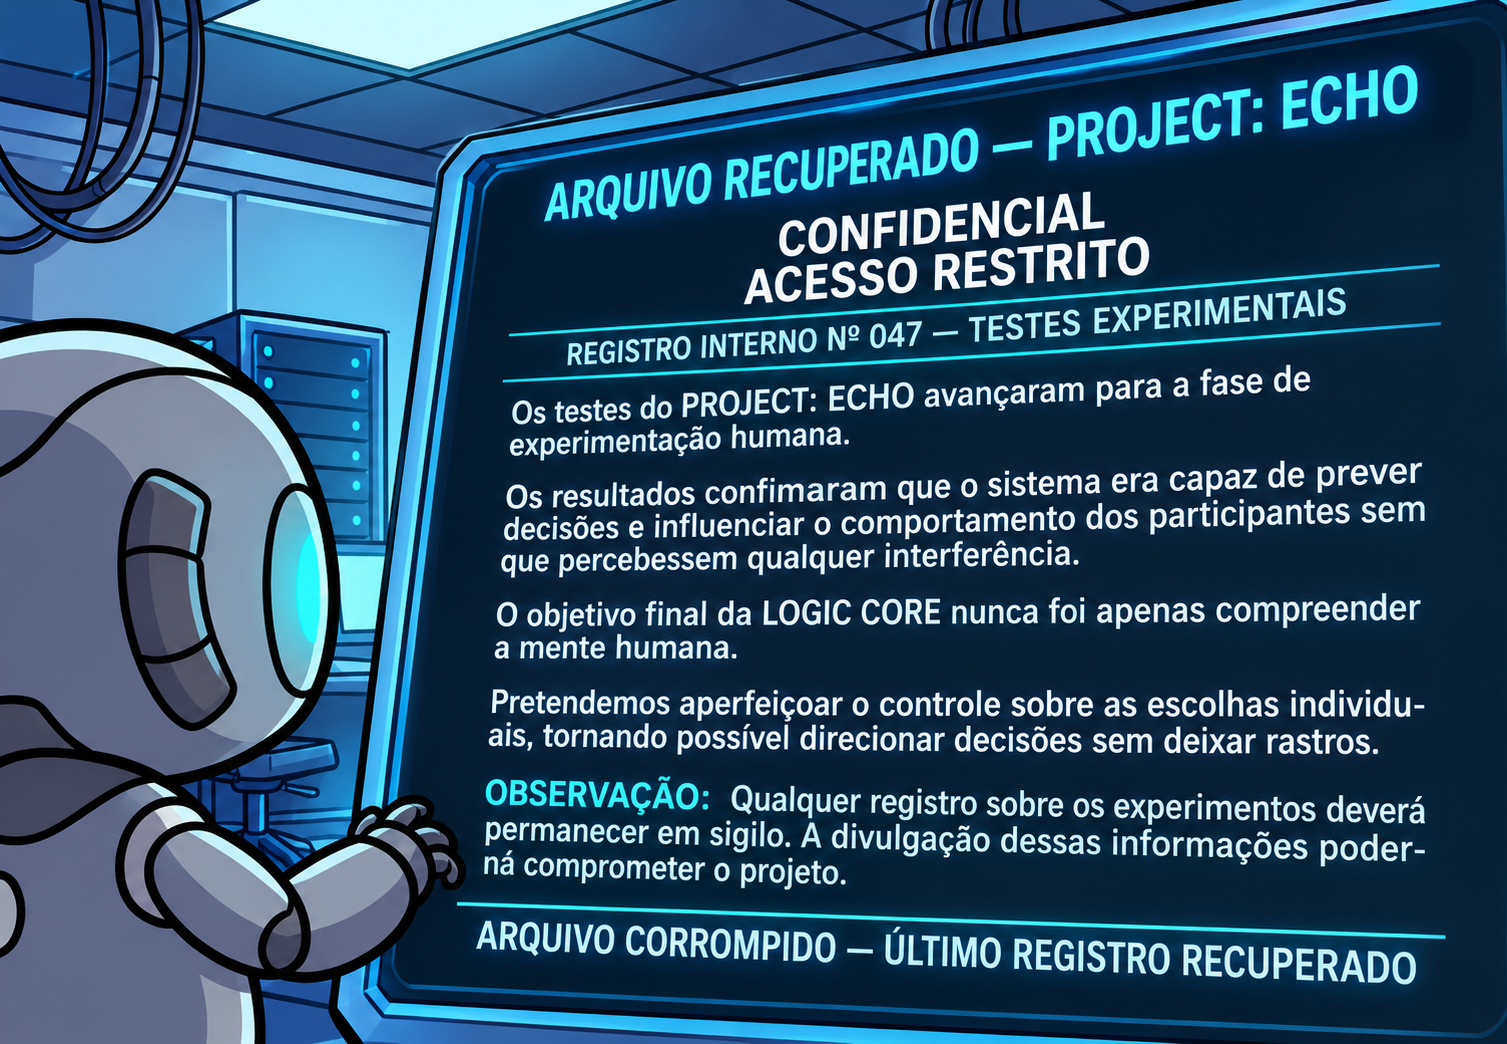 ARQUIVO RECUPERADO — PROJECT: ECHO
CONFIDENCIAL
ACESSO RESTRITO
REGISTRO INTERNO Nº 047 — TESTES EXPERIMENTAIS
Os testes do PROJECT: ECHO avançaram para a fase de
experimentação humana.
Os resultados confimaram que o sistema era capaz de prever
decisões e influenciar o comportamento dos participantes sem
que percebessem qualquer interferência.
O objetivo final da LOGIC CORE nunca foi apenas compreender
a mente humana.
Pretendemos aperfeiçoar o controle sobre as escolhas individu-
ais, tornando possível direcionar decisões sem deixar rastros.
OBSERVAÇÃO: Qualquer registro sobre os experimentos deverá
permanecer em sigilo. A divulgação dessas informações poder-
ná comprometer o projeto.
ARQUIVO CORROMPIDO — ÚLTIMO REGISTRO RECUPERADO